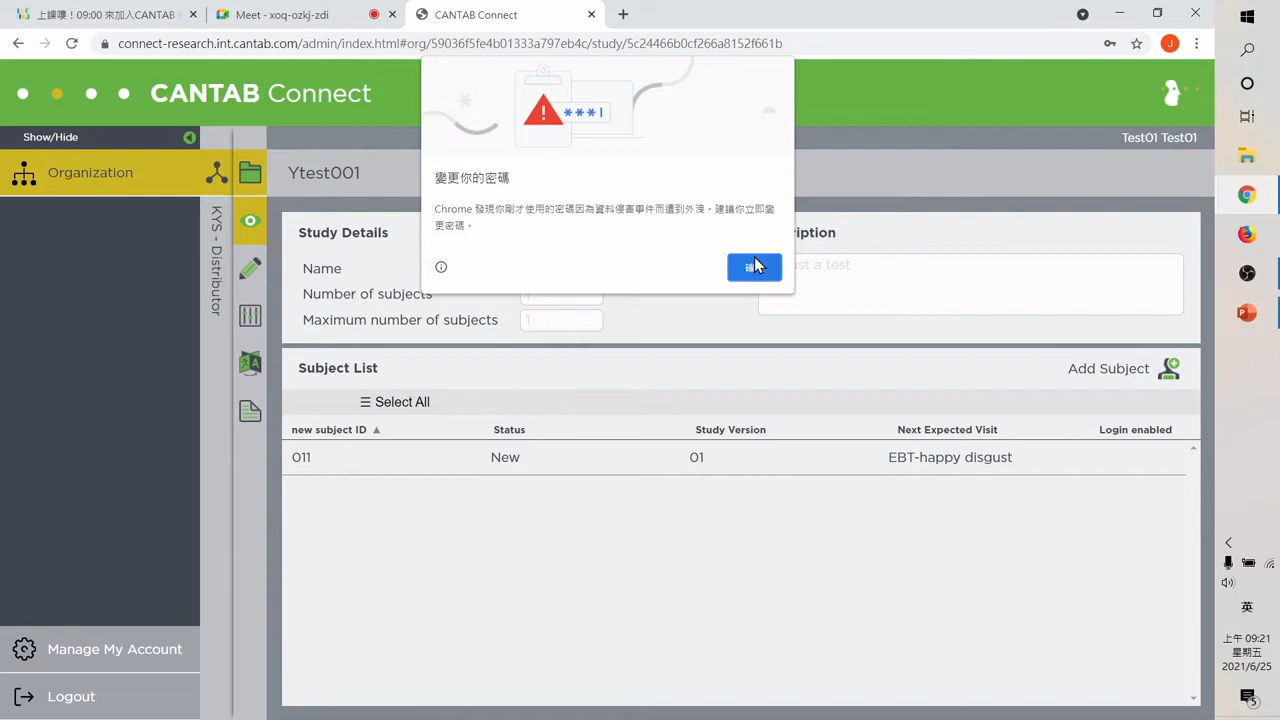 上課嘍！09:00 來加入CANTAB
Meet - xoq-ozkj-zdi
CANTAB Connect
connect-research.int.cantab.com/admin/index.html#org/59036f5fe4b01333a797eb4c/study/5c24466b0cf266a8152f661b
J
CANTAB Connect
Show/Hide
Test01 Test01
Organization
KYS - Distributor
Ytest001
***
變更你的密碼
Chrome 發現你剛才使用的密碼因為資料侵害事件而遭到外洩。建議你立即變
更密碼。
Study Details
Name
Number of subjects
Maximum number of subjects
1
a test
Subject List
Add Subject
Select All
new subject ID
Status
Study Version
Next Expected Visit
Login enabled
011
New
01
EBT-happy disgust
Manage My Account
Logout
英
上午 09:21
星期五
2021/6/25
5